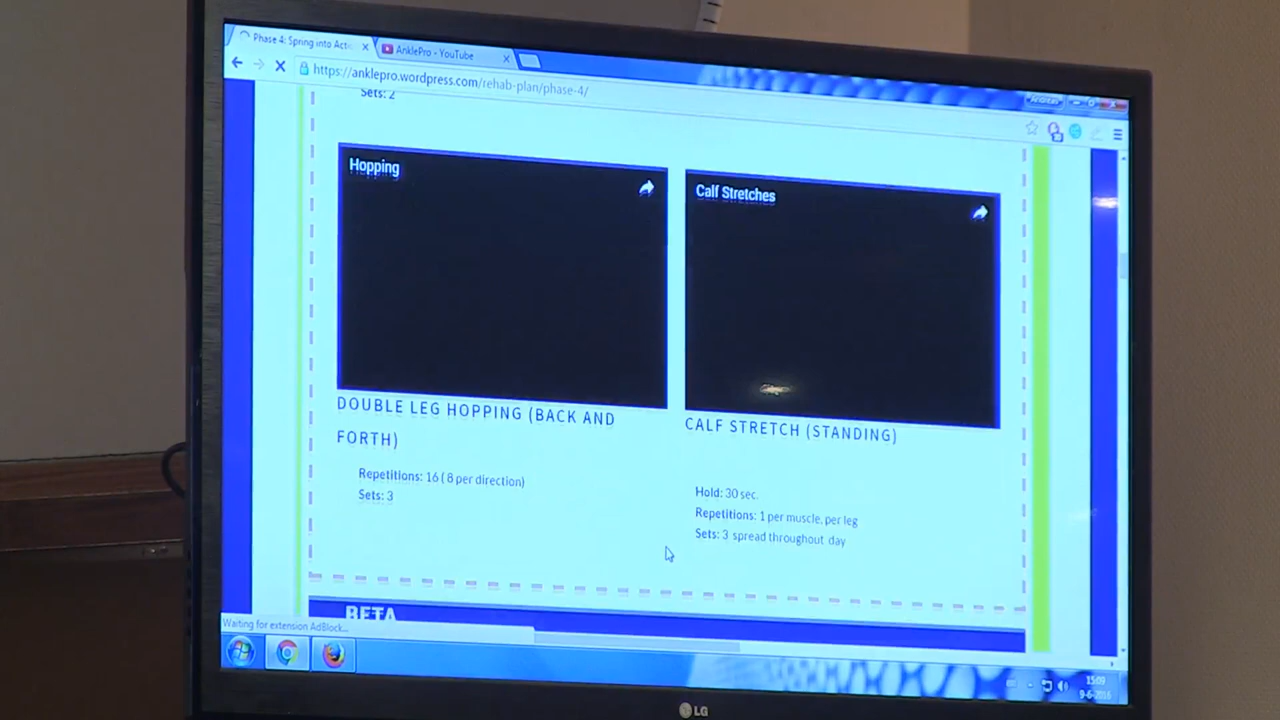 Phase 4: Spring into Acti
AnklePro - YouTube
https://anklepro.wordpress.com/rehab-plan/phase-4/
Sets: 2
Hopping
Calf Stretches
DOUBLE LEG HOPPING (BACK AND
FORTH)
Repetitions: 16 ( 8 per direction)
Sets: 3
CALF STRETCH (STANDING)
Hold: 30 sec.
Repetitions: 1 per muscle, per leg
Sets: 3 spread throughout day
BETA
Waiting for extension AdBlock...
15:09
9-6-2016
LG